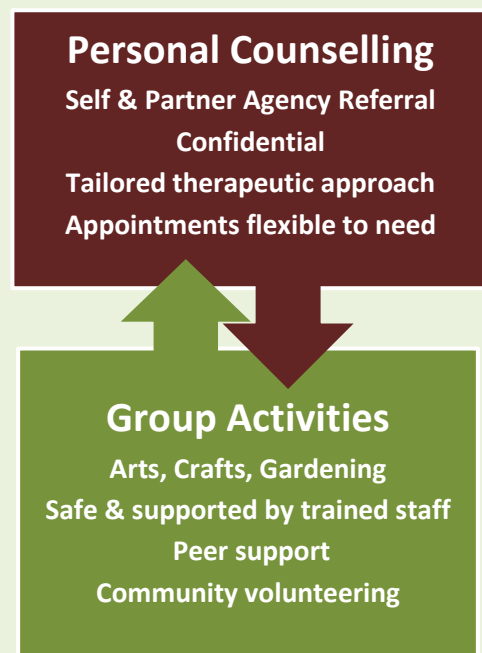 Personal Counselling
Self & Partner Agency Referral
Confidential
Tailored therapeutic approach
Appointments flexible to need
Group Activities
Arts, Crafts, Gardening
Safe & supported by trained staff
Peer support
Community volunteering